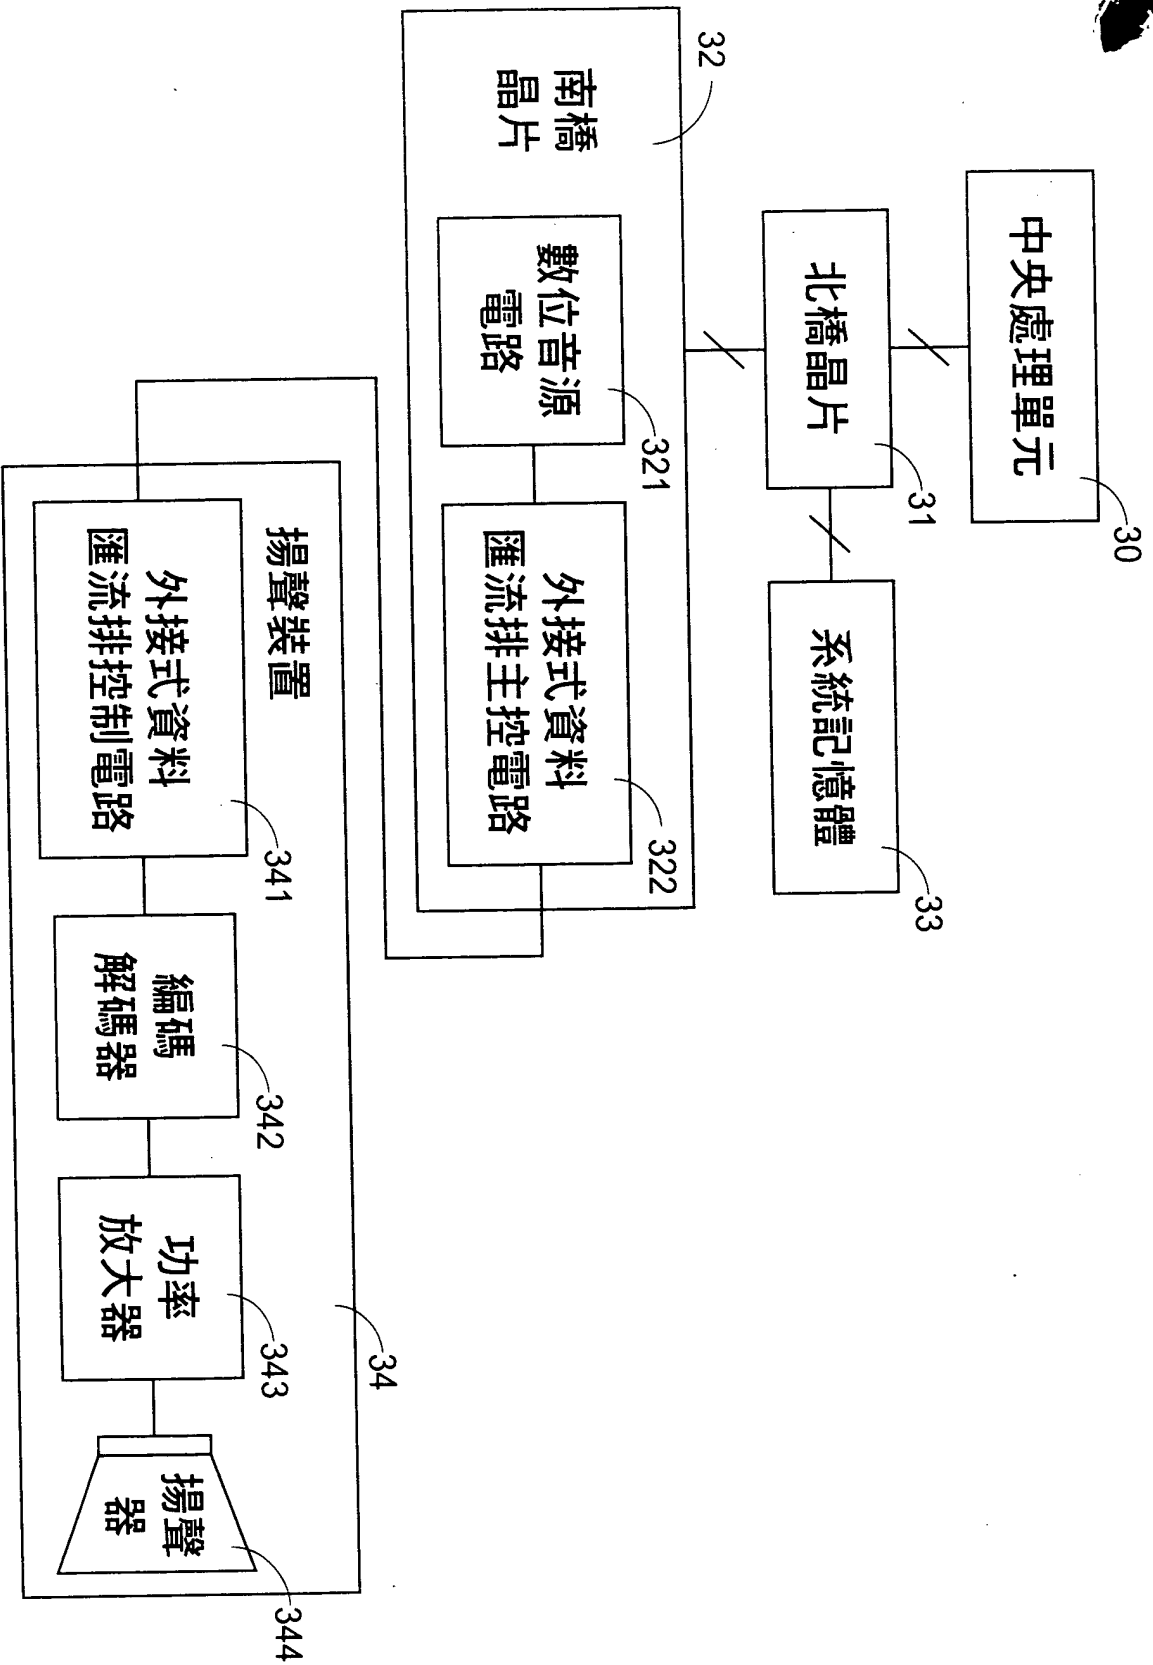 中央處理單元
30
北橋晶片
31
系統記憶體
33
32
南橋
晶片
數位音源
電路
321
外接式資料
匯流排主控電路
322
揚聲裝置
34
外接式資料
匯流排控制電路
341
編碼
解碼器
342
功率
放大器
343
揚聲
器
344